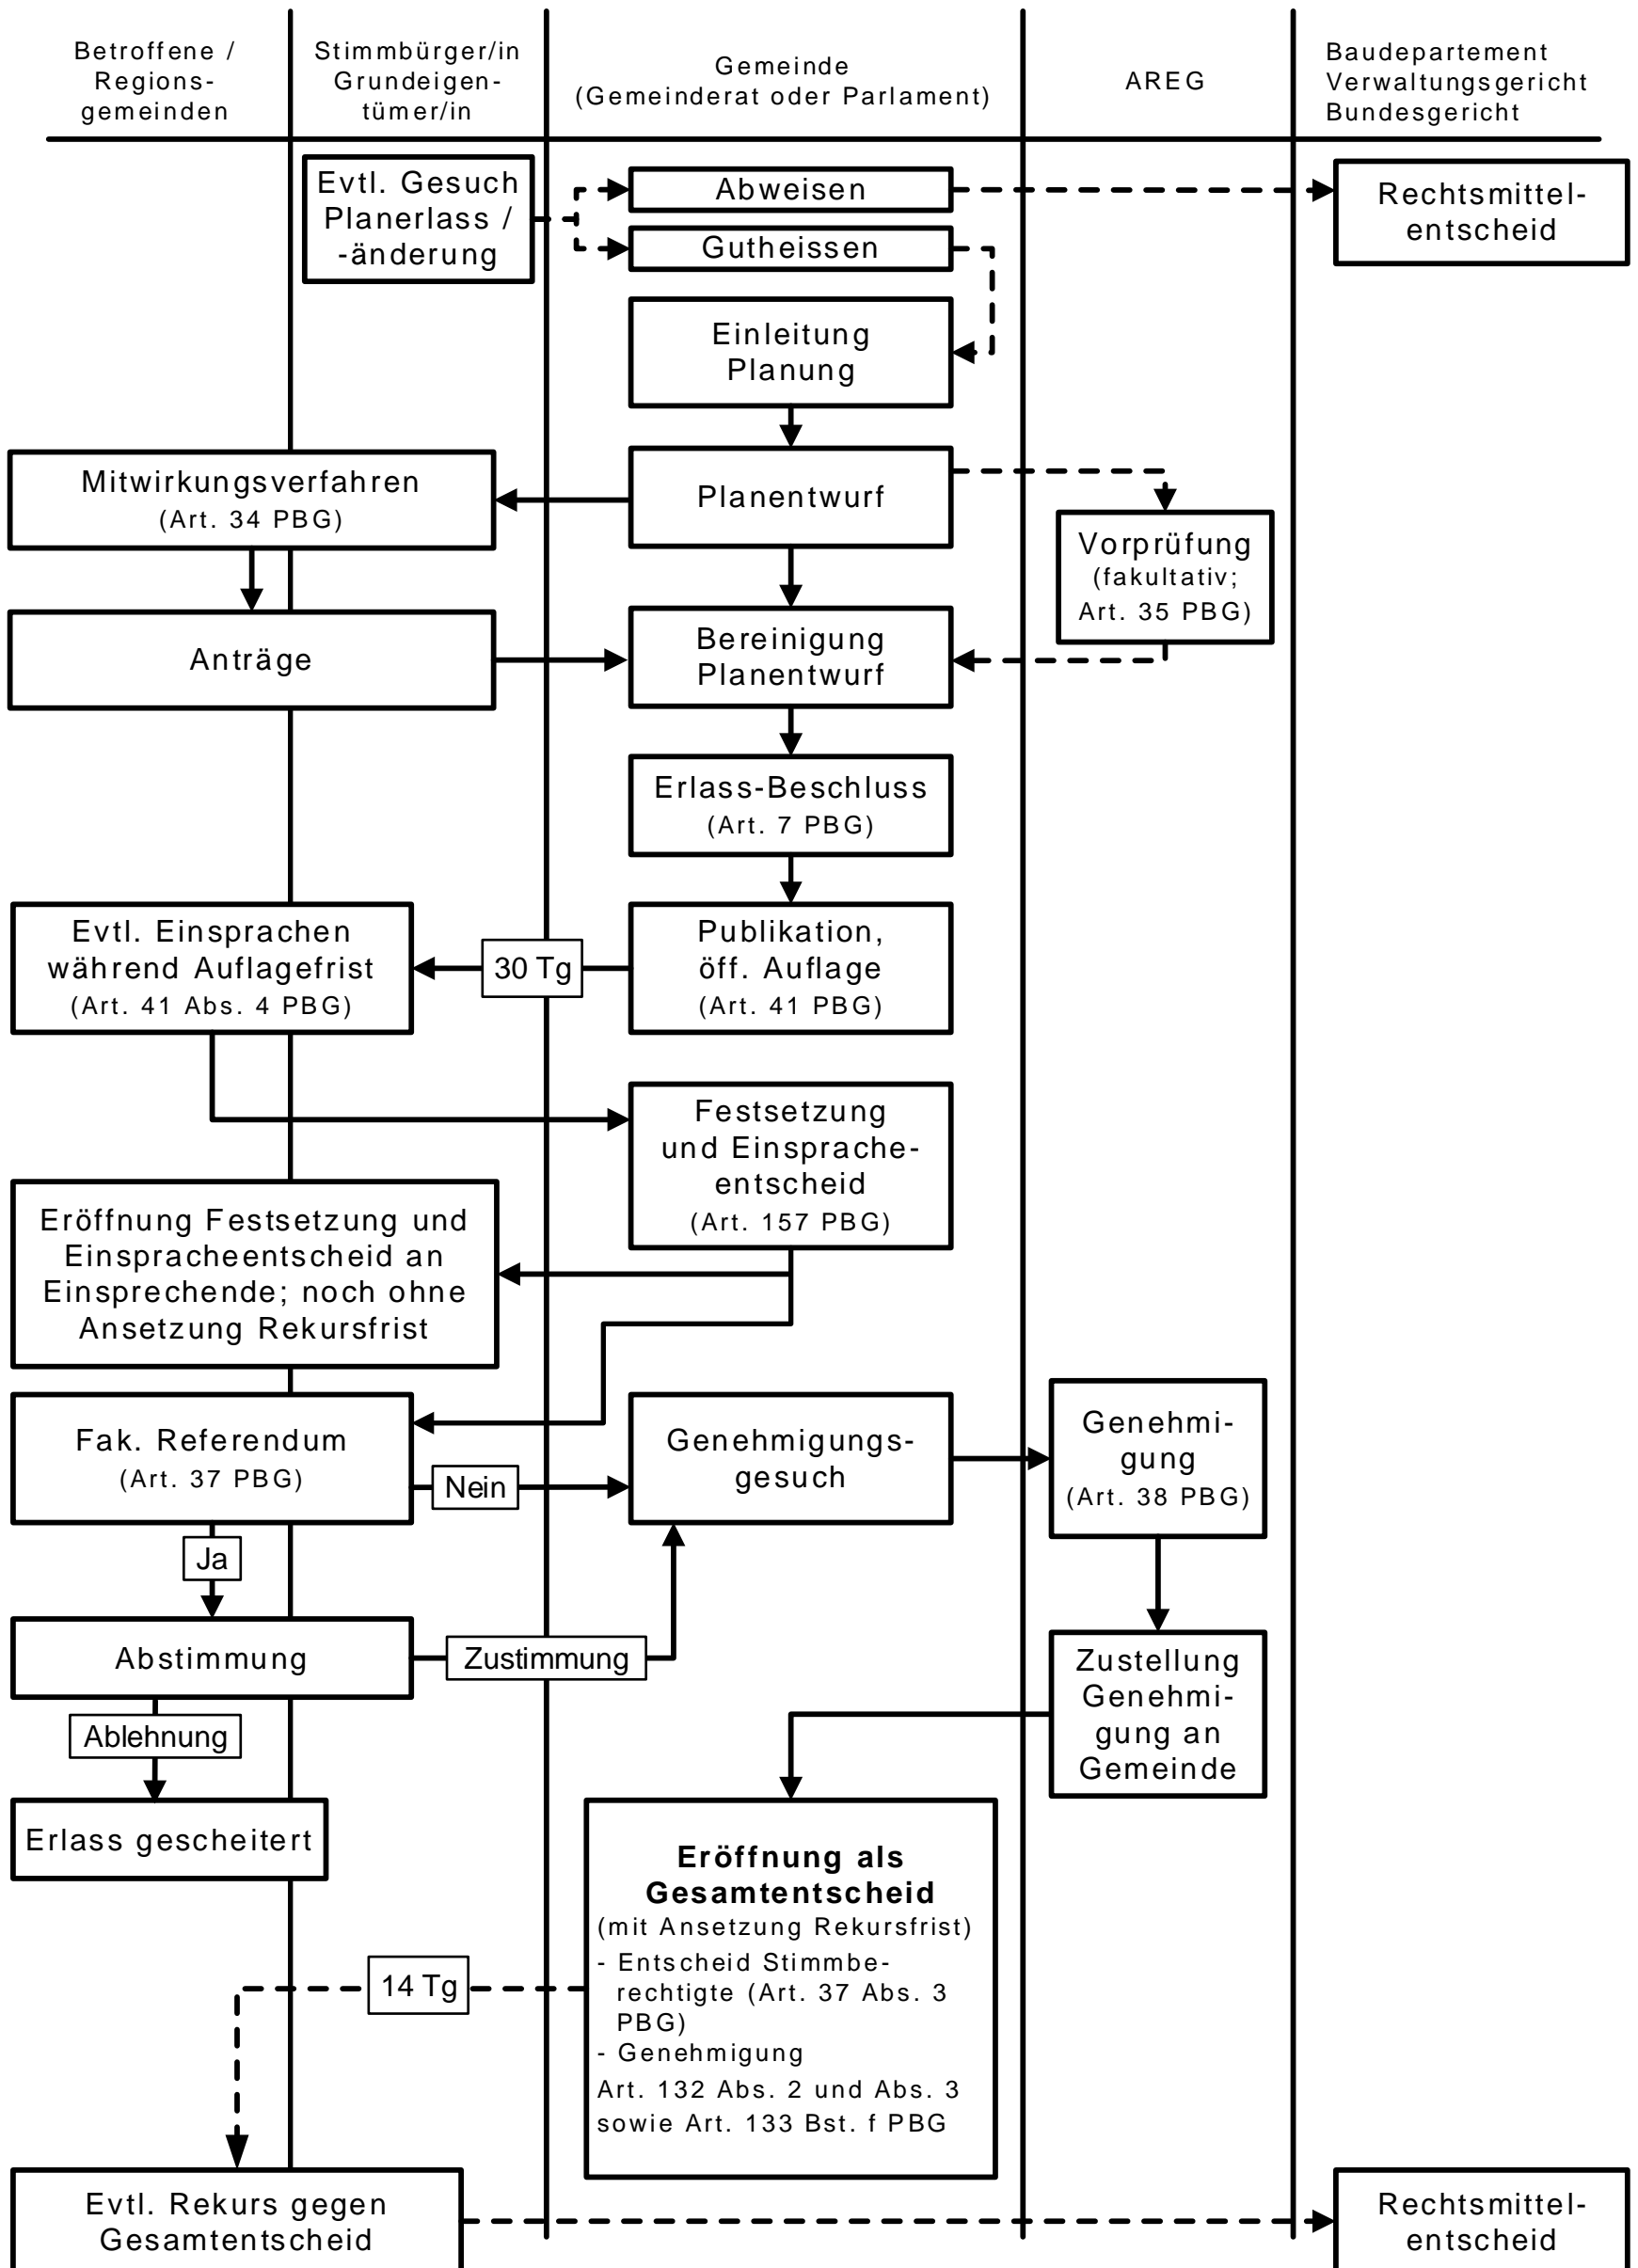 Betroffene /
Regions-
gemeinden
Stimmbürger/in
Grundeigen-
tümer/in
Gemeinde
(Gemeinderat oder Parlament)
AREG
Baudepartement
Verwaltungsgericht
Bundesgericht
Evtl. Gesuch
Planerlass /
-änderung
Abweisen
Gutheissen
Rechtsmittel-
entscheid
Einleitung
Planung
Mitwirkungsverfahren
(Art. 34 PBG)
Planentwurf
Vorprüfung
(fakultativ;
Art. 35 PBG)
Anträge
Bereinigung
Planentwurf
Erlass-Beschluss
(Art. 7 PBG)
Evtl. Einsprachen
während Auflagefrist
(Art. 41 Abs. 4 PBG)
30 Tg
Publikation,
öff. Auflage
(Art. 41 PBG)
Festsetzung
und Einsprache-
entscheid
(Art. 157 PBG)
Eröffnung Festsetzung und
Einspracheentscheid an
Einsprechende; noch ohne
Ansetzung Rekursfrist
Fak. Referendum
(Art. 37 PBG)
Nein
Genehmigungs-
gesuch
Genehmi-
gung
(Art. 38 PBG)
Ja
Abstimmung
Zustimmung
Zustellung
Genehmi-
gung an
Gemeinde
Ablehnung
Erlass gescheitert
Eröffnung als
Gesamtentscheid
(mit Ansetzung Rekursfrist)
- Entscheid Stimmbe-
rechtigte (Art. 37 Abs. 3
PBG)
- Genehmigung
Art. 132 Abs. 2 und Abs. 3
sowie Art. 133 Bst. f PBG
14 Tg
Evtl. Rekurs gegen
Gesamtentscheid
Rechtsmittel-
entscheid